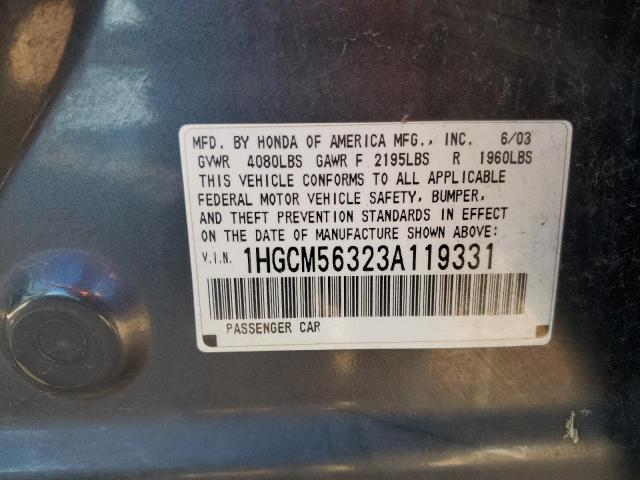 MFD. BY HONDA OF AMERICA MFG., INC. 6/03
GVWR 4080LBS GAWR F 2195LBS R 1960LBS
THIS VEHICLE CONFORMS TO ALL APPLICABLE
FEDERAL MOTOR VEHICLE SAFETY, BUMPER,
AND THEFT PREVENTION STANDARDS IN EFFECT
ON THE DATE OF MANUFACTURE SHOWN ABOVE:
V.I.N. 1HGCM56323A119331
PASSENGER CAR